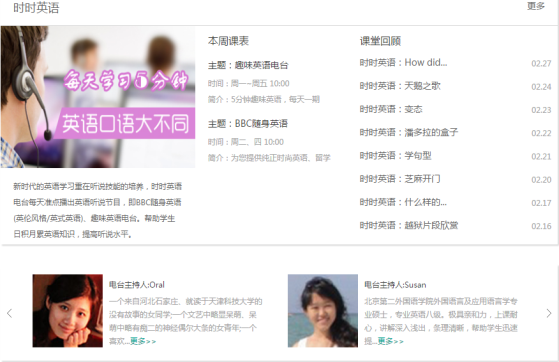 时时英语
更多
每天学习5分钟
英语口语大不同
新时代的英语学习重在听说技能的培养，时时英语
电台每天准点播出英语听说节目，即BBC随身英语
(英伦风格/英式英语)、趣味英语电台。帮助学生
日积月累英语知识，提高听说水平。
本周课表
主题：趣味英语电台
时间：周一~周五 10:00
简介：5分钟趣味英语，每天一期
主题：BBC随身英语
时间：周二、四 10:00
简介：为您提供纯正时尚英语、留学
课堂回顾
时时英语：How did... 02.27
时时英语：天鹅之歌 02.24
时时英语：变态 02.23
时时英语：潘多拉的盒子 02.22
时时英语：学句型 02.21
时时英语：芝麻开门 02.20
时时英语：什么样的... 02.17
时时英语：越狱片段欣赏 02.16
电台主持人:Oral
一个来自河北石家庄、就读于天津科技大学的
没有故事的女同学;一个文艺中略显呆萌、呆
萌中略有痴二的神经偶尔大条的女青年;一个
喜欢...更多>>
电台主持人:Susan
北京第二外国语学院外国语言及应用语言学专
业硕士，专业英语八级。极具亲和力，上课耐
心，讲解深入浅出，条理清晰，帮助学生迅速
提...更多>>